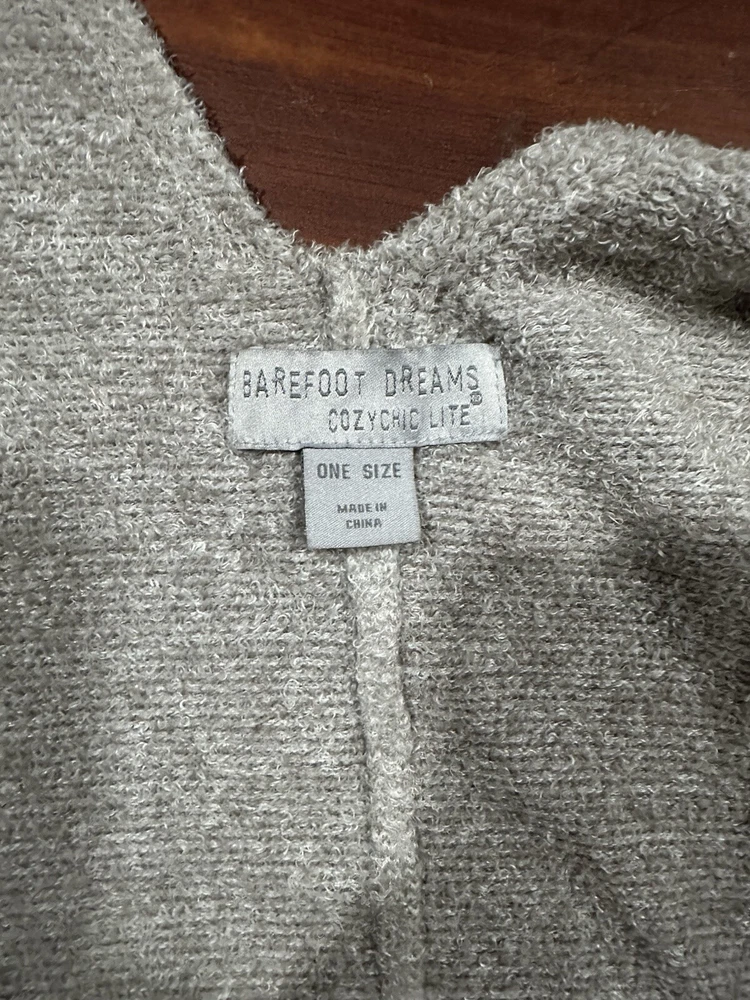 BAREFOOT DREAMS
COZYCHIC LITE®
ONE SIZE
MADE IN
CHINA